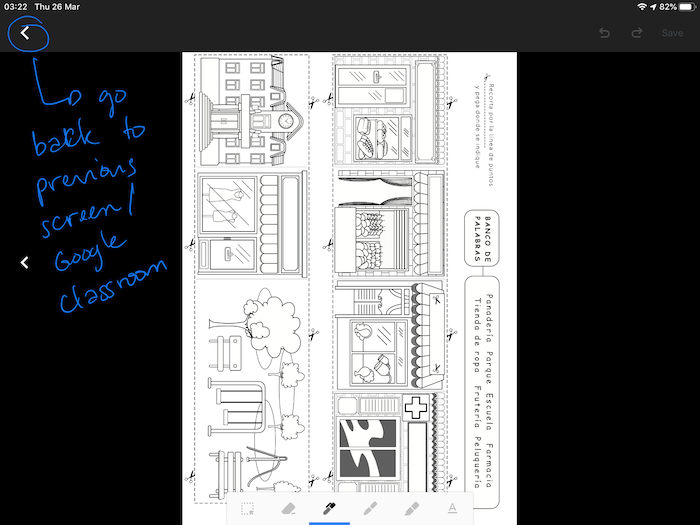 03:22 Thu 26 Mar
82%
Save
↳ go
back to
previous
screen/
Google
classroom
Recorta por la línea de puntos
y pega donde se indique
BANCO DE
PALABRAS
Panadería Parque Escuela Farmacia
Tienda de ropa Frutería Peluquería
A